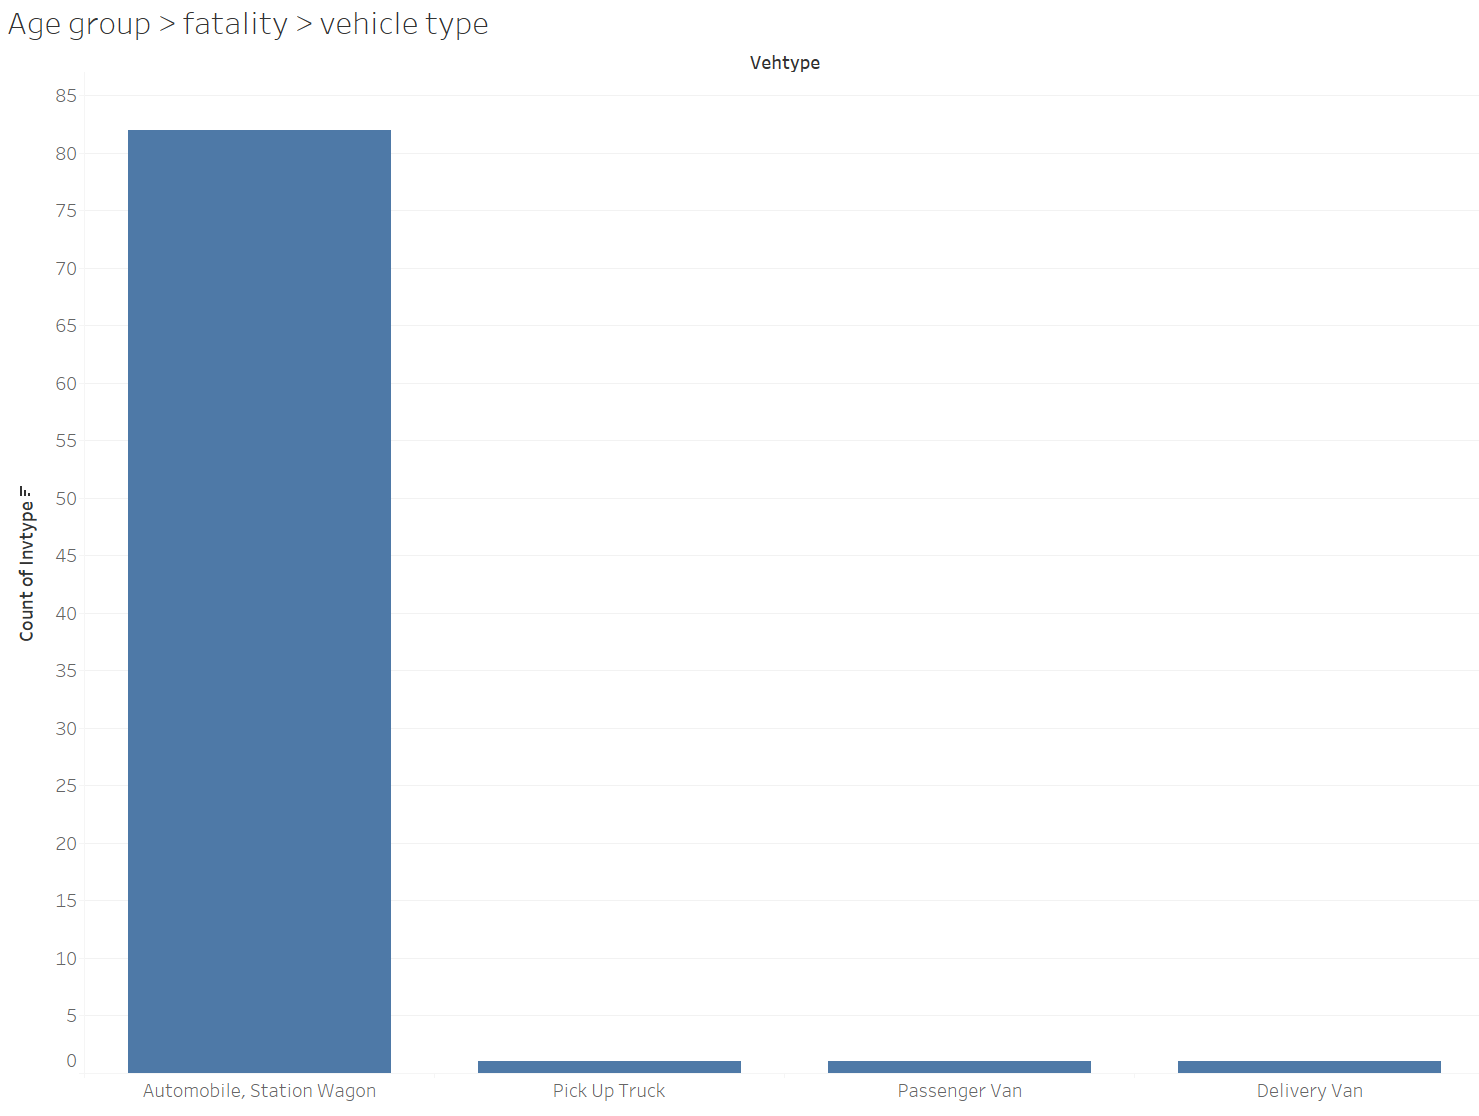 Age group > fatality > vehicle type
Vehtype
85
80
75
70
65
60
55
50
45
40
35
30
25
20
15
10
5
0
Count of Invtype
Automobile, Station Wagon
Pick Up Truck
Passenger Van
Delivery Van